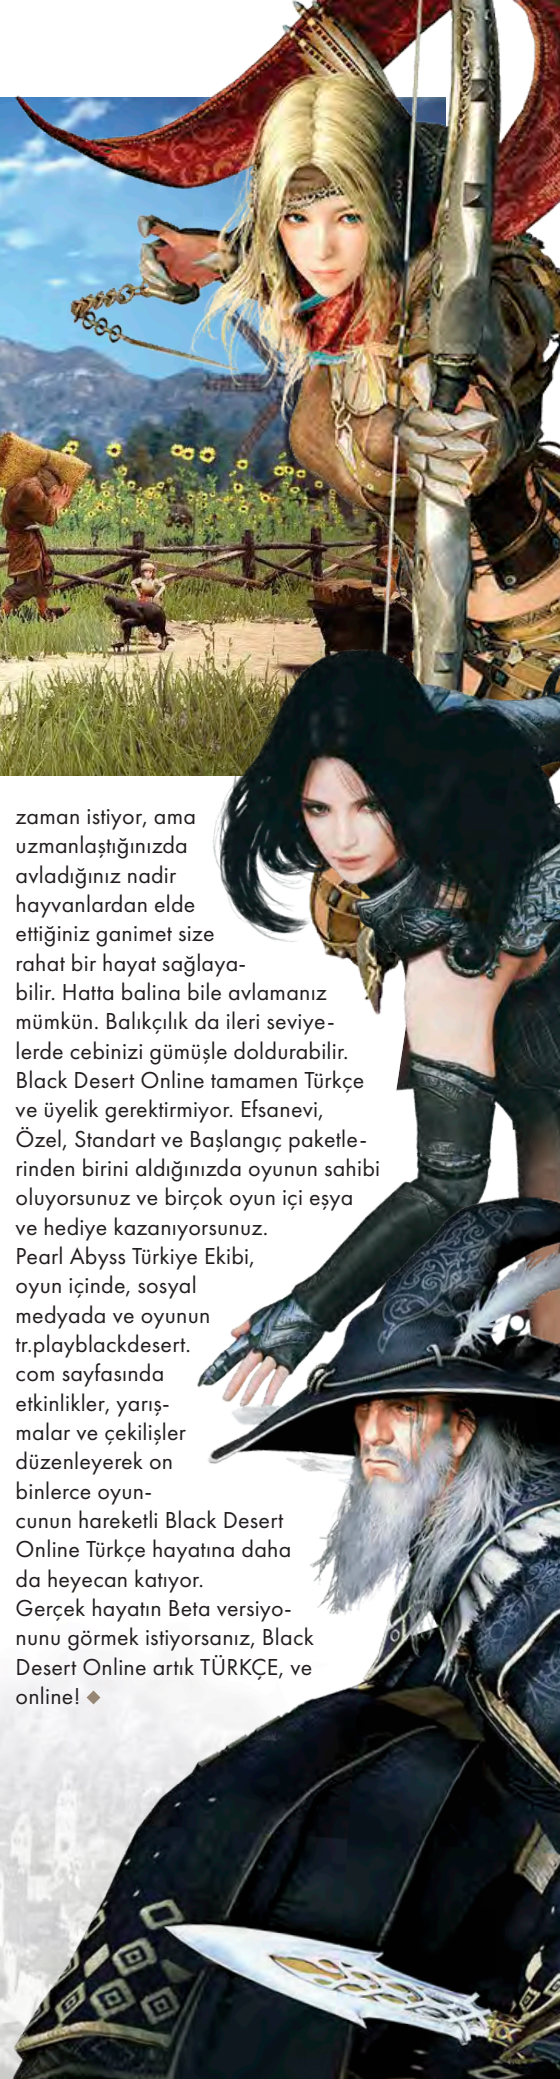 zaman istiyor, ama
uzmanlaştığınızda
avladığınız nadir
hayvanlardan elde
ettiğiniz ganimet size
rahat bir hayat sağlaya-
bilir. Hatta balina bile avlamanız
mümkün. Balıkçılık da ileri seviye-
lerde cebinizi gümüşle doldurabilir.
Black Desert Online tamamen Türkçe
ve üyelik gerektirmiyor. Efsanevi,
Özel, Standart ve Başlangıç paketle-
rinden birini aldığınızda oyunun sahibi
oluyorsunuz ve birçok oyun içi eşya
ve hediye kazanıyorsunuz.
Pearl Abyss Türkiye Ekibi,
oyun içinde, sosyal
medyada ve oyunun
tr.playblackdesert.
com sayfasında
etkinlikler, yarış-
malar ve çekilişler
düzenleyerek on
binlerce oyun-
cunun hareketli Black Desert
Online Türkçe hayatına daha
da heyecan katıyor.
Gerçek hayatın Beta versiyo-
nunu görmek istiyorsanız, Black
Desert Online artık TÜRKÇE, ve
online! ◆